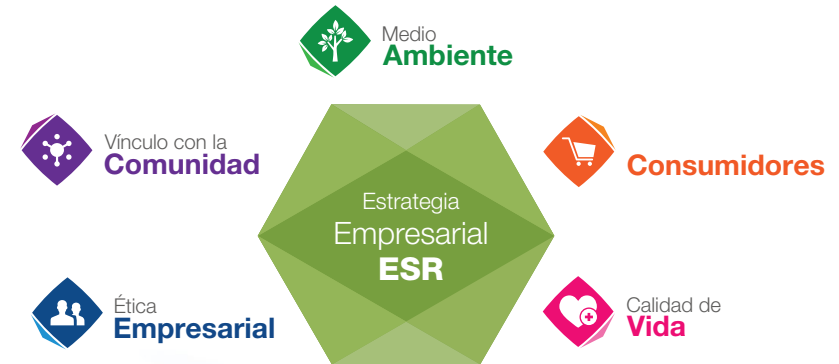 Medio
Ambiente
Vínculo con la
Comunidad
Consumidores
Estrategia
Empresarial
ESR
Ética
Empresarial
Calidad de
Vida